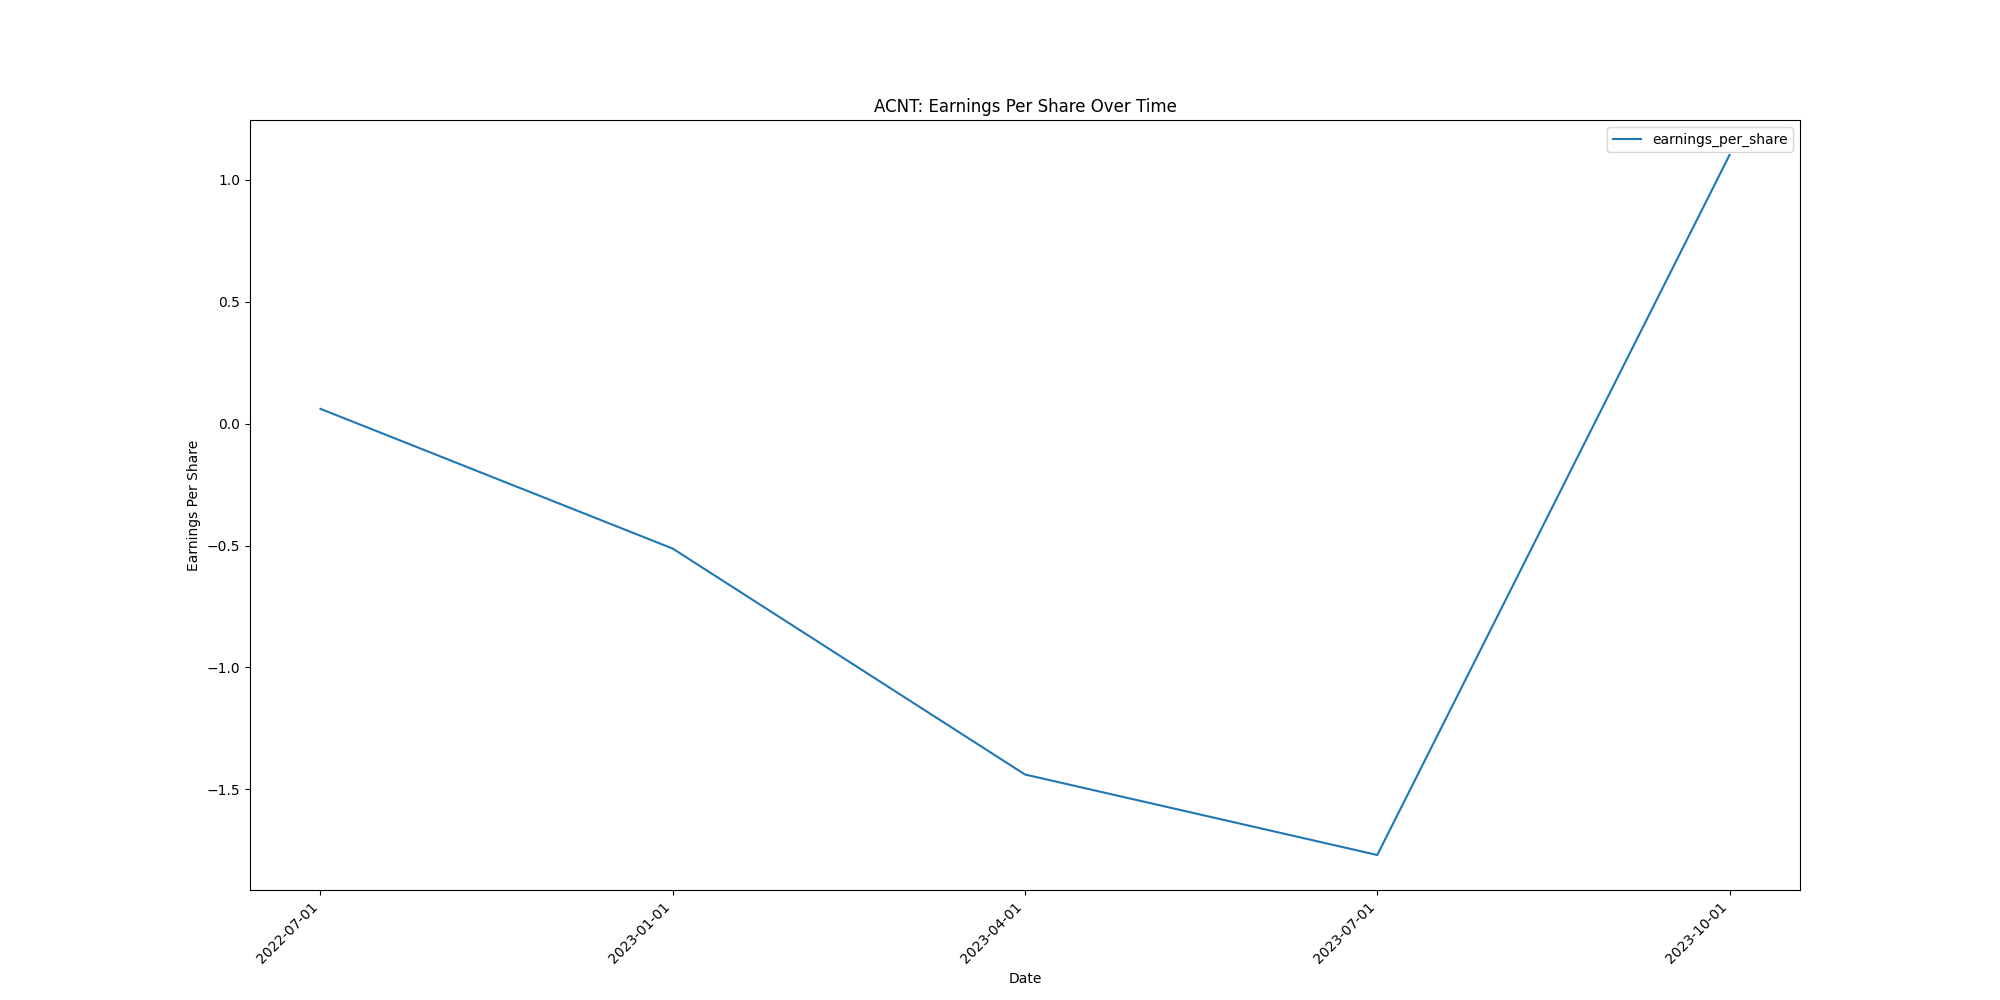 ACNT: Earnings Per Share Over Time
earnings_per_share
1.0
0.5
0.0
−0.5
−1.0
−1.5
Earnings Per Share
2022-07-01
2023-01-01
2023-04-01
2023-07-01
2023-10-01
Date